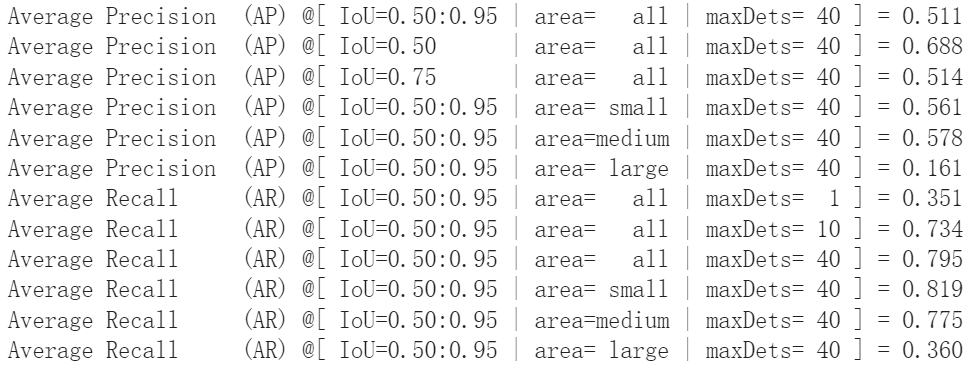 Average Precision  (AP) @[ IoU=0.50:0.95 | area=   all | maxDets= 40 ] = 0.511
Average Precision  (AP) @[ IoU=0.50      | area=   all | maxDets= 40 ] = 0.688
Average Precision  (AP) @[ IoU=0.75      | area=   all | maxDets= 40 ] = 0.514
Average Precision  (AP) @[ IoU=0.50:0.95 | area= small | maxDets= 40 ] = 0.561
Average Precision  (AP) @[ IoU=0.50:0.95 | area=medium | maxDets= 40 ] = 0.578
Average Precision  (AP) @[ IoU=0.50:0.95 | area= large | maxDets= 40 ] = 0.161
Average Recall     (AR) @[ IoU=0.50:0.95 | area=   all | maxDets=  1 ] = 0.351
Average Recall     (AR) @[ IoU=0.50:0.95 | area=   all | maxDets= 10 ] = 0.734
Average Recall     (AR) @[ IoU=0.50:0.95 | area=   all | maxDets= 40 ] = 0.795
Average Recall     (AR) @[ IoU=0.50:0.95 | area= small | maxDets= 40 ] = 0.819
Average Recall     (AR) @[ IoU=0.50:0.95 | area=medium | maxDets= 40 ] = 0.775
Average Recall     (AR) @[ IoU=0.50:0.95 | area= large | maxDets= 40 ] = 0.360